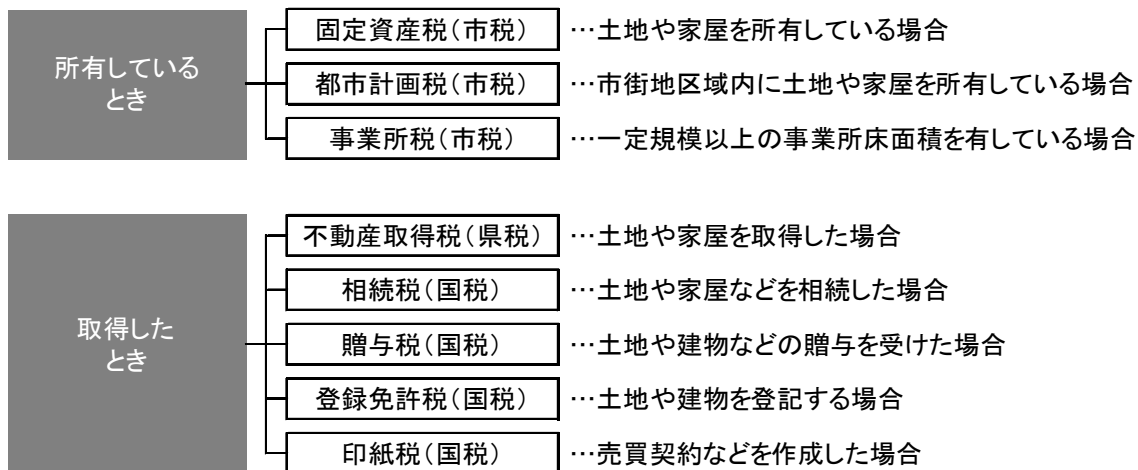 所有している
とき
固定資産税(市税) …土地や家屋を所有している場合
都市計画税(市税) …市街地区域内に土地や家屋を所有している場合
事業所税(市税) …一定規模以上の事業所床面積を有している場合
取得した
とき
不動産取得税(県税) …土地や家屋を取得した場合
相続税(国税) …土地や家屋などを相続した場合
贈与税(国税) …土地や建物などの贈与を受けた場合
登録免許税(国税) …土地や建物を登記する場合
印紙税(国税) …売買契約などを作成した場合